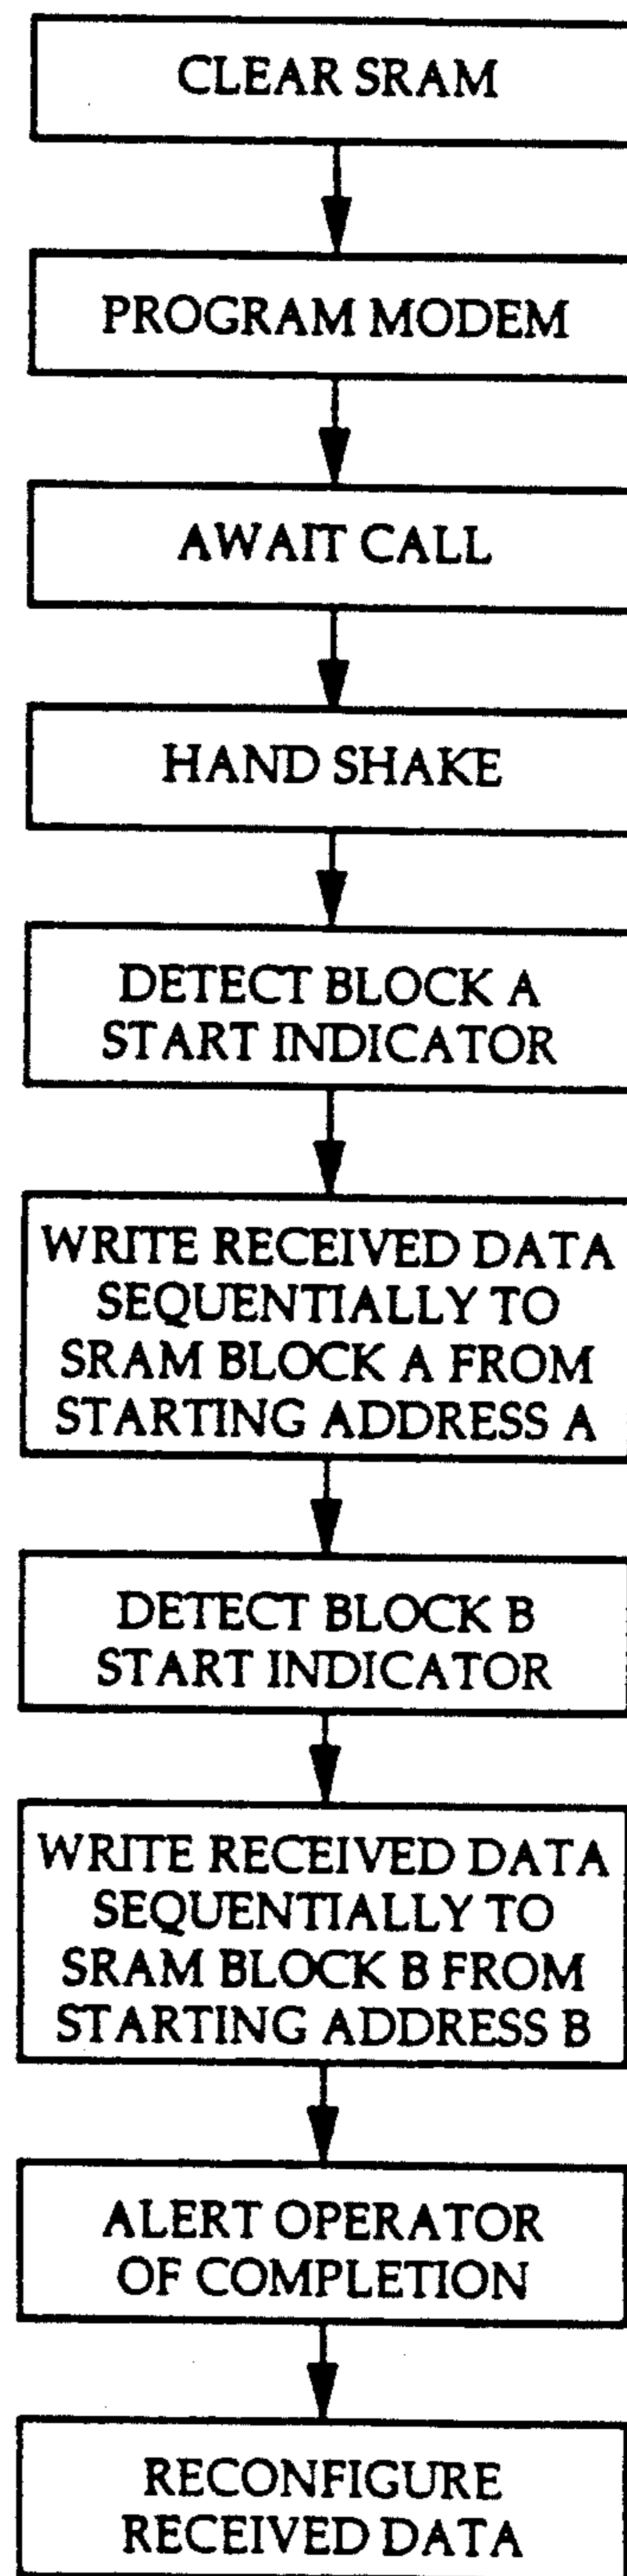 CLEAR SRAM
PROGRAM MODEM
AWAIT CALL
HAND SHAKE
DETECT BLOCK A
START INDICATOR
WRITE RECEIVED DATA
SEQUENTIALLY TO
SRAM BLOCK A FROM
STARTING ADDRESS A
DETECT BLOCK B
START INDICATOR
WRITE RECEIVED DATA
SEQUENTIALLY TO
SRAM BLOCK B FROM
STARTING ADDRESS B
ALERT OPERATOR
OF COMPLETION
RECONFIGURE
RECEIVED DATA